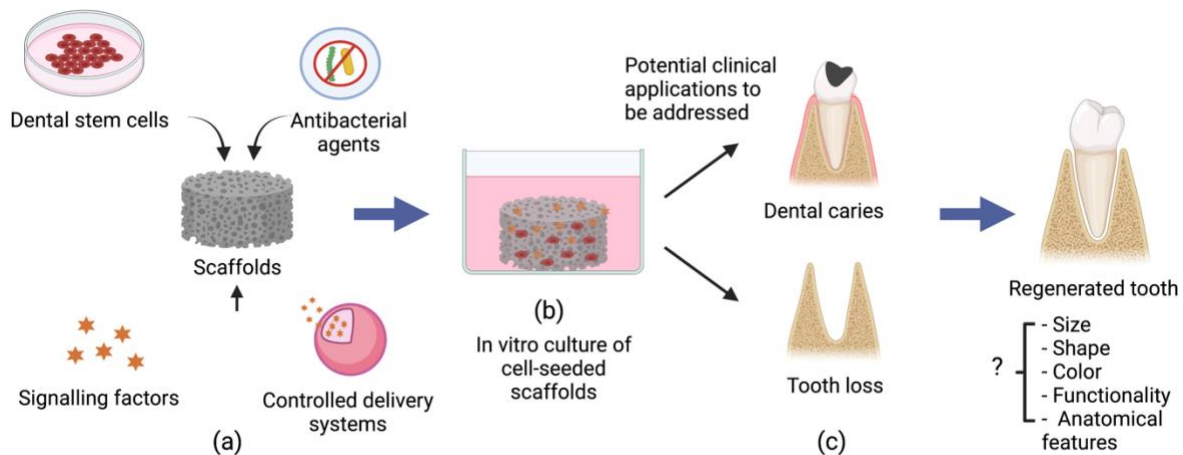 Dental stem cells
Antibacterial
agents
Scaffolds
Signalling factors
Controlled delivery
systems
(a)
(b)
In vitro culture of
cell-seeded
scaffolds
Potential clinical
applications to
be addressed
Dental caries
Tooth loss
(c)
Regenerated tooth
?
- Size
- Shape
- Color
- Functionality
- Anatomical
features